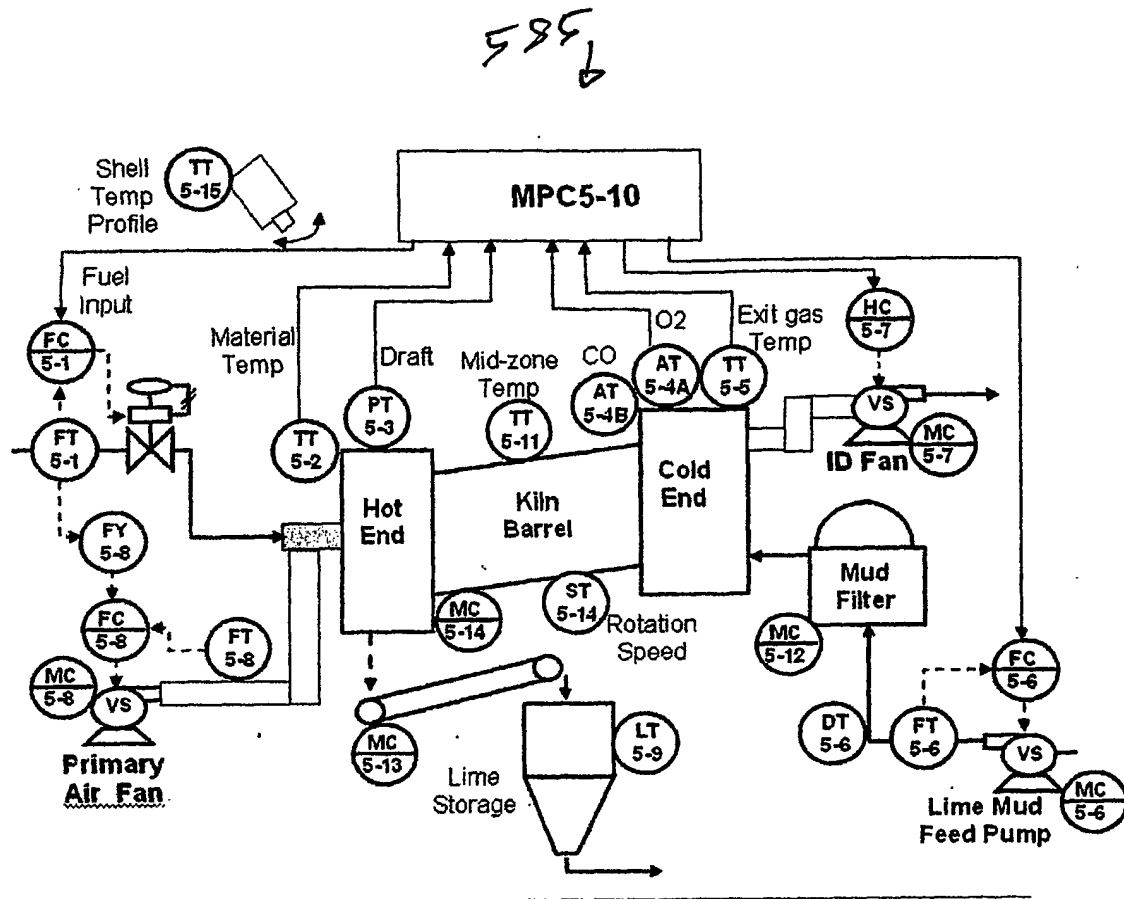 585
MPC5-10
Shell
Temp
Profile
TT
5-15
Fuel
Input
FC
5-1
FT
5-1
FY
5-8
FC
5-8
FT
5-8
MC
5-8
VS
Primary
Air Fan
Material
Temp
TT
5-2
Draft
PT
5-3
Hot
End
MC
5-14
Mid-zone
Temp
TT
5-11
Kiln
Barrel
ST
5-14
Rotation
Speed
CO
AT
5-4B
O2
AT
5-4A
Exit gas
Temp
TT
5-5
Cold
End
HC
5-7
VS
MC
5-7
ID Fan
Mud
Filter
MC
5-12
DT
5-6
FT
5-6
FC
5-6
VS
MC
5-6
Lime Mud
Feed Pump
MC
5-13
Lime
Storage
LT
5-9